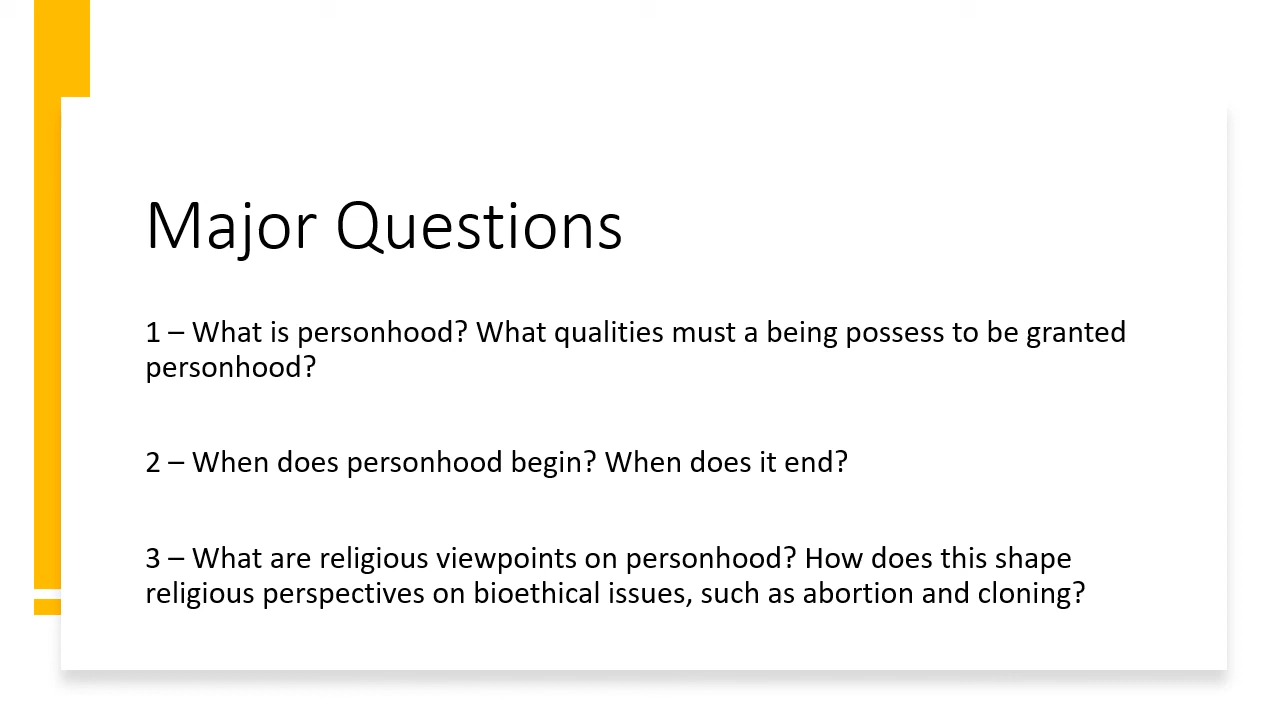 Major Questions
1 – What is personhood? What qualities must a being possess to be granted
personhood?
2 – When does personhood begin? When does it end?
3 – What are religious viewpoints on personhood? How does this shape
religious perspectives on bioethical issues, such as abortion and cloning?